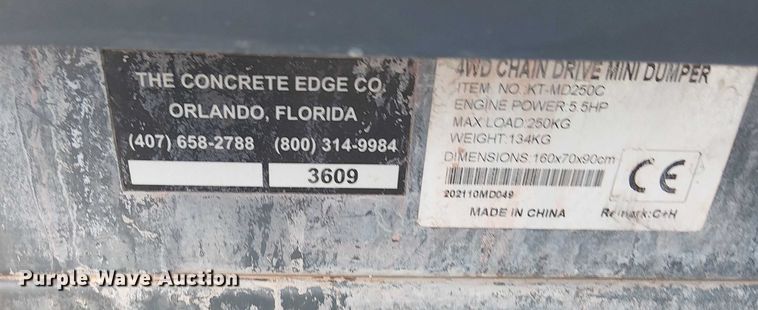 THE CONCRETE EDGE CO.
ORLANDO, FLORIDA
(407) 658-2788 (800) 314-9984
3609
4WD CHAIN DRIVE MINI DUMPER
ITEM NO.:KT-MD250C
ENGINE POWER:5.5HP
MAX LOAD:250KG
WEIGHT:134KG
DIMENSIONS:160x70x90cm
202110MD049
CE
MADE IN CHINA Remark:C+H
Purple Wave Auction